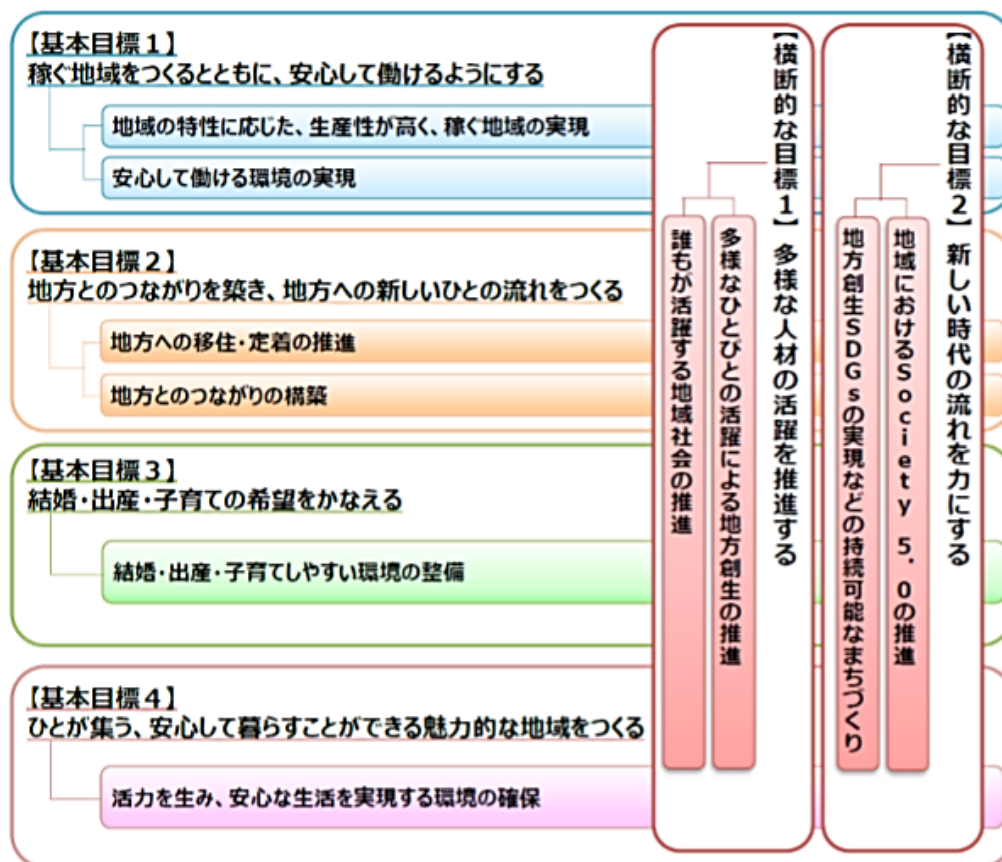 【基本目標１】
稼ぐ地域をつくるとともに、安心して働けるようにする
地域の特性に応じた、生産性が高く、稼ぐ地域の実現
安心して働ける環境の実現
【基本目標２】
地方とのつながりを築き、地方への新しいひとの流れをつくる
地方への移住・定着の推進
地方とのつながりの構築
【基本目標３】
結婚・出産・子育ての希望をかなえる
結婚・出産・子育てしやすい環境の整備
【基本目標４】
ひとが集う、安心して暮らすことができる魅力的な地域をつくる
活力を生み、安心な生活を実現する環境の確保
【横断的な目標１】多様な人材の活躍を推進する
多様なひとびとの活躍による地方創生の推進
誰もが活躍する地域社会の推進
【横断的な目標２】新しい時代の流れを力にする
地域におけるSociety 5.0の推進
地方創生SDGsの実現などの持続可能なまちづくり